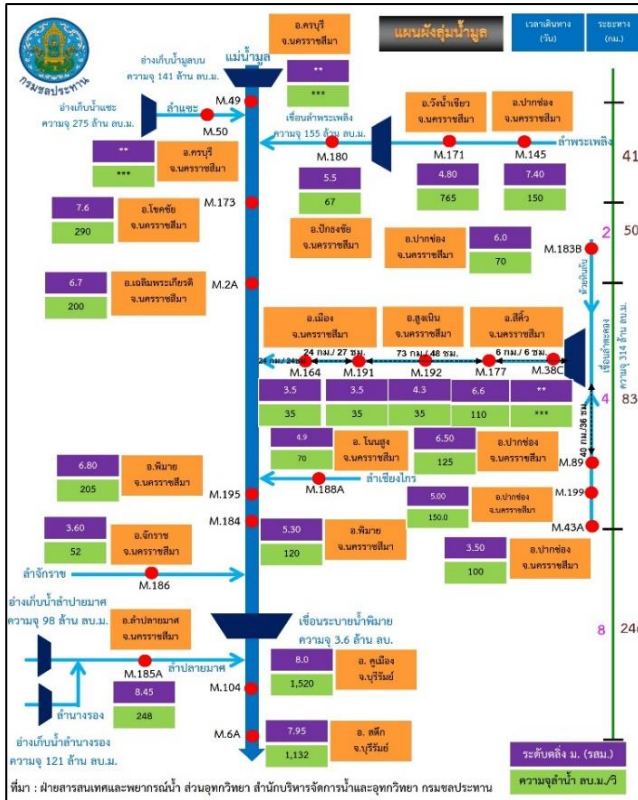 กรมชลประทาน
อ่างเก็บน้ำมูลบน
ความจุ 141 ล้าน ลบ.ม.
แม่น้ำมูล
อ.ครบุรี
จ.นครราชสีมา
**
***
แผนผังลุ่มน้ำมูล
เวลาเดินทาง
(วัน)
ระยะทาง
(กม.)
อ่างเก็บน้ำแชะ
ความจุ 275 ล้าน ลบ.ม.
ลำแชะ
M.49
M.50
เขื่อนลำพระเพลิง
ความจุ 155 ล้าน ลบ.ม.
อ.วังน้ำเขียว
จ.นครราชสีมา
อ.ปากช่อง
จ.นครราชสีมา
ลำพระเพลิง
M.180
M.171
M.145
41
**
***
อ.ครบุรี
จ.นครราชสีมา
5.5
67
4.80
765
7.40
150
7.6
290
อ.โชคชัย
จ.นครราชสีมา
M.173
อ.ปักธงชัย
จ.นครราชสีมา
อ.ปากช่อง
จ.นครราชสีมา
6.0
70
M.183B
2
50
6.7
200
อ.เฉลิมพระเกียรติ
จ.นครราชสีมา
M.2A
เขื่อนลำตะคอง
ความจุ 314 ล้าน ลบ.ม.
อ.เมือง
จ.นครราชสีมา
อ.สูงเนิน
จ.นครราชสีมา
อ.สีคิ้ว
จ.นครราชสีมา
24 กม./ 27 ชม.
73 กม./ 48 ชม.
6 กม./ 6 ชม.
M.164
M.191
M.192
M.177
M.38C
3.5
3.5
4.3
6.6
**
35
35
35
110
***
4
83
40 กม./36 ชม.
4.9
70
อ. โนนสูง
จ.นครราชสีมา
6.50
125
อ.ปากช่อง
จ.นครราชสีมา
M.89
6.80
205
อ.พิมาย
จ.นครราชสีมา
M.195
M.188A
ลำเชียงไกร
5.00
150.0
อ.ปากช่อง
จ.นครราชสีมา
M.199
M.184
M.43A
3.60
52
อ.จักราช
จ.นครราชสีมา
5.30
120
อ.พิมาย
จ.นครราชสีมา
3.50
100
อ.ปากช่อง
จ.นครราชสีมา
ลำจักราช
M.186
อ่างเก็บน้ำลำปลายมาศ
ความจุ 98 ล้าน ลบ.ม.
อ.ลำปลายมาศ
จ.นครราชสีมา
เขื่อนระบายน้ำพิมาย
ความจุ 3.6 ล้าน ลบ.
8
ลำปลายมาศ
M.185A
8.45
248
M.104
8.0
1,520
อ. คูเมือง
จ.บุรีรัมย์
ลำนางรอง
อ่างเก็บน้ำลำนางรอง
ความจุ 121 ล้าน ลบ.ม.
M.6A
7.95
1,132
อ. สตึก
จ.บุรีรัมย์
ระดับตลิ่ง ม. (รสม.)
ความจุลำน้ำ ลบ.ม./วิ
ที่มา : ฝ่ายสารสนเทศและพยากรณ์น้ำ ส่วนอุทกวิทยา สำนักบริหารจัดการน้ำและอุทกวิทยา กรมชลประทาน